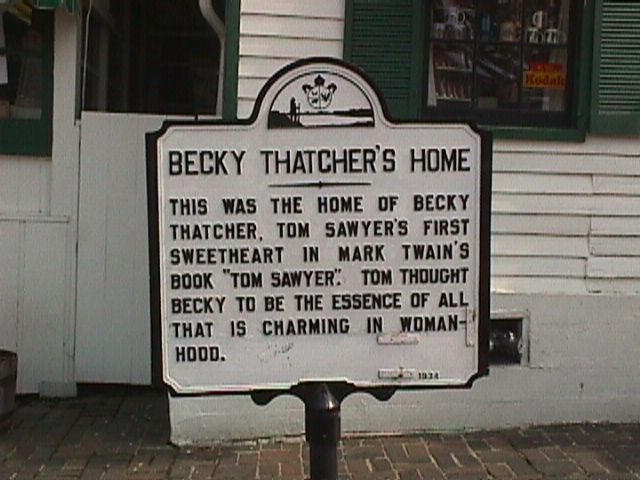 Kodak
BECKY THATCHER'S HOME
THIS WAS THE HOME OF BECKY
THATCHER, TOM SAWYER'S FIRST
SWEETHEART IN MARK TWAIN'S
BOOK "TOM SAWYER". TOM THOUGHT
BECKY TO BE THE ESSENCE OF ALL
THAT IS CHARMING IN WOMAN-
HOOD.
1934